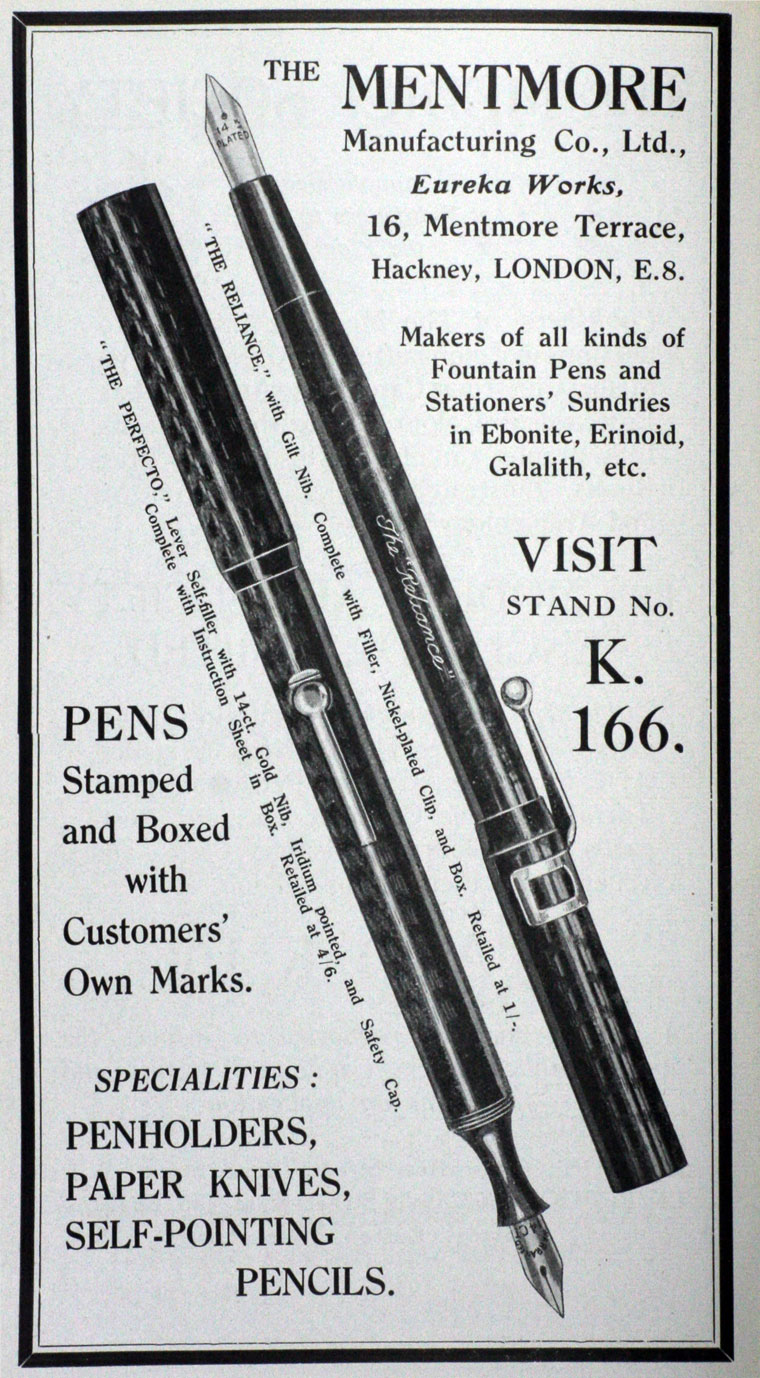 THE MENTMORE
Manufacturing Co., Ltd.,
Eureka Works,
16, Mentmore Terrace,
Hackney, LONDON, E.8.
Makers of all kinds of
Fountain Pens and
Stationers' Sundries
in Ebonite, Erinoid,
Galalith, etc.
VISIT
STAND No.
K.
166.
"THE RELIANCE," with Gilt Nib. Complete with Filler, Nickel-plated Clip, and Box. Retailed at 1/-.
The "Reliance"
"THE PERFECTO," Lever Self-filler with 14-ct. Gold Nib, Iridium pointed, and Safety Cap.
Complete with Instruction Sheet in Box. Retailed at 4/6.
PENS
Stamped
and Boxed
with
Customers'
Own Marks.
SPECIALITIES :
PENHOLDERS,
PAPER KNIVES,
SELF-POINTING
PENCILS.
PLATED